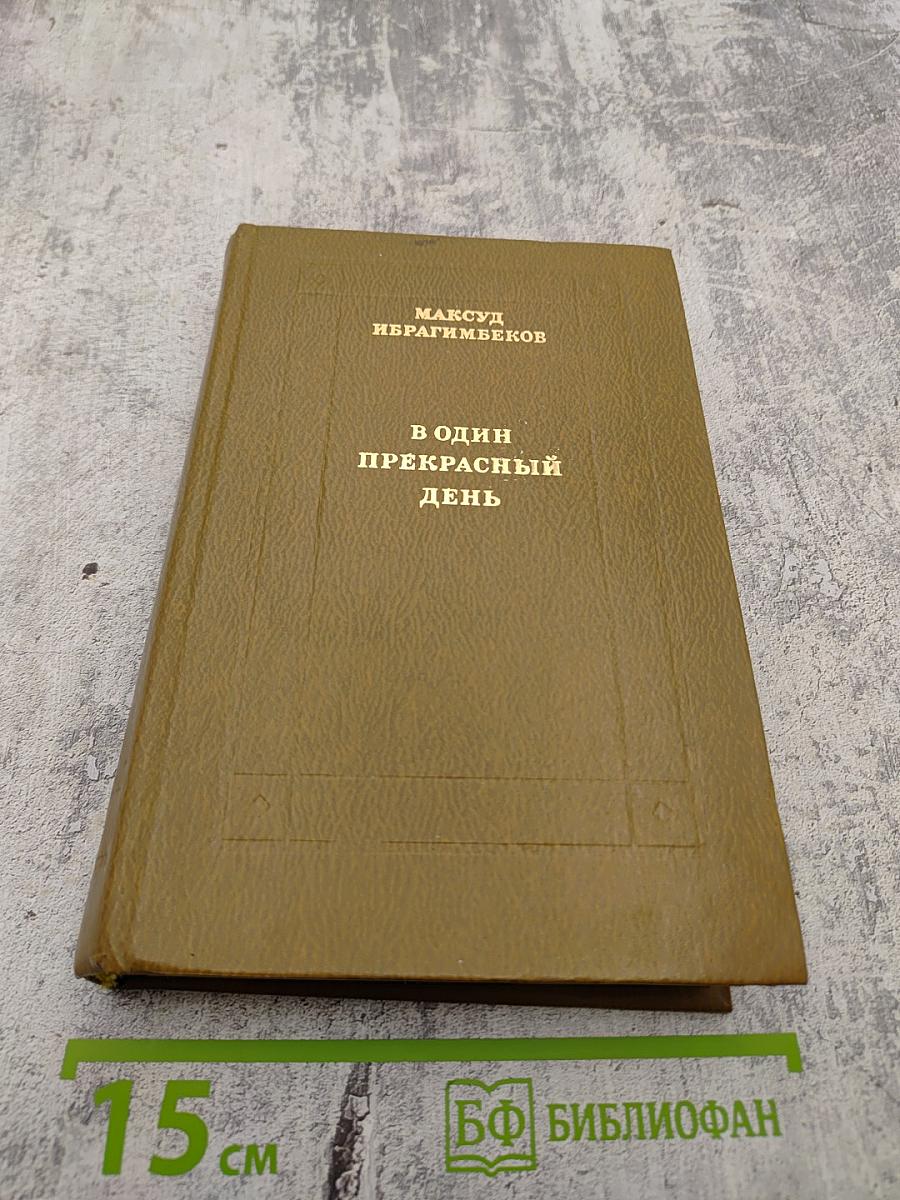 МАКСУД
ИБРАГИМБЕКОВ
В ОДИН
ПРЕКРАСНЫЙ
ДЕНЬ
15 см
БФ БИБЛИОФАН